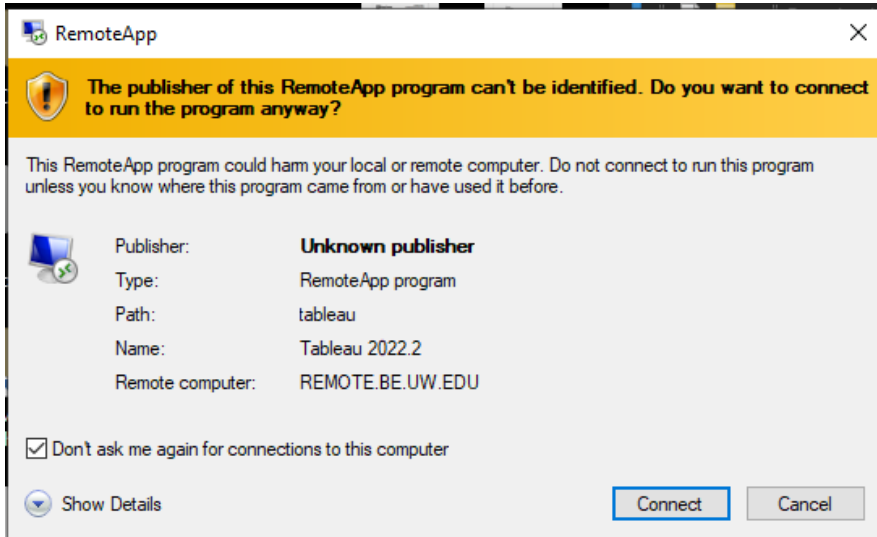 RemoteApp
The publisher of this RemoteApp program can't be identified. Do you want to connect
to run the program anyway?
This RemoteApp program could harm your local or remote computer. Do not connect to run this program
unless you know where this program came from or have used it before.
Publisher: Unknown publisher
Type: RemoteApp program
Path: tableau
Name: Tableau 2022.2
Remote computer: REMOTE.BE.UW.EDU
Don't ask me again for connections to this computer
Show Details Connect Cancel